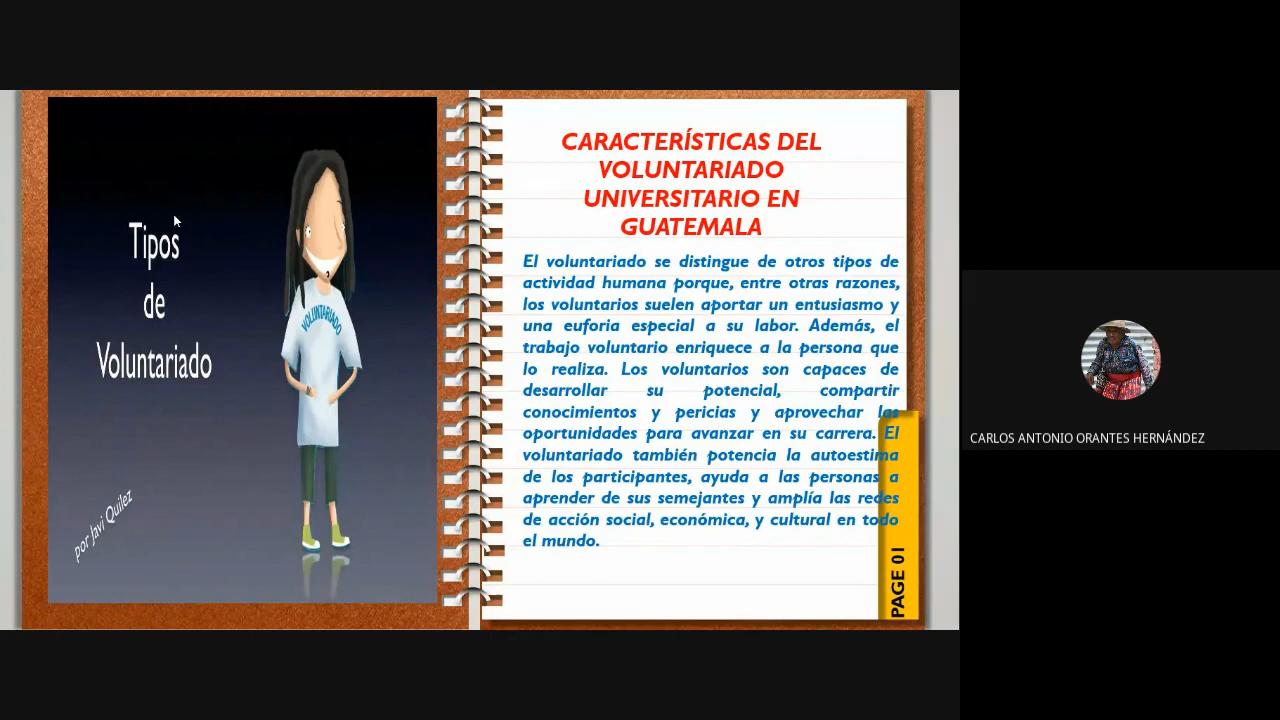 Tipos
de
Voluntariado
VOLUNTARIADO
por Javi Quilez
CARACTERÍSTICAS DEL
VOLUNTARIADO
UNIVERSITARIO EN
GUATEMALA
El voluntariado se distingue de otros tipos de
actividad humana porque, entre otras razones,
los voluntarios suelen aportar un entusiasmo y
una euforia especial a su labor. Además, el
trabajo voluntario enriquece a la persona que
lo realiza. Los voluntarios son capaces de
desarrollar su potencial, compartir
conocimientos y pericias y aprovechar las
oportunidades para avanzar en su carrera. El
voluntariado también potencia la autoestima
de los participantes, ayuda a las personas a
aprender de sus semejantes y amplía las redes
de acción social, económica, y cultural en todo
el mundo.
PAGE 01
CARLOS ANTONIO ORANTES HERNÁNDEZ